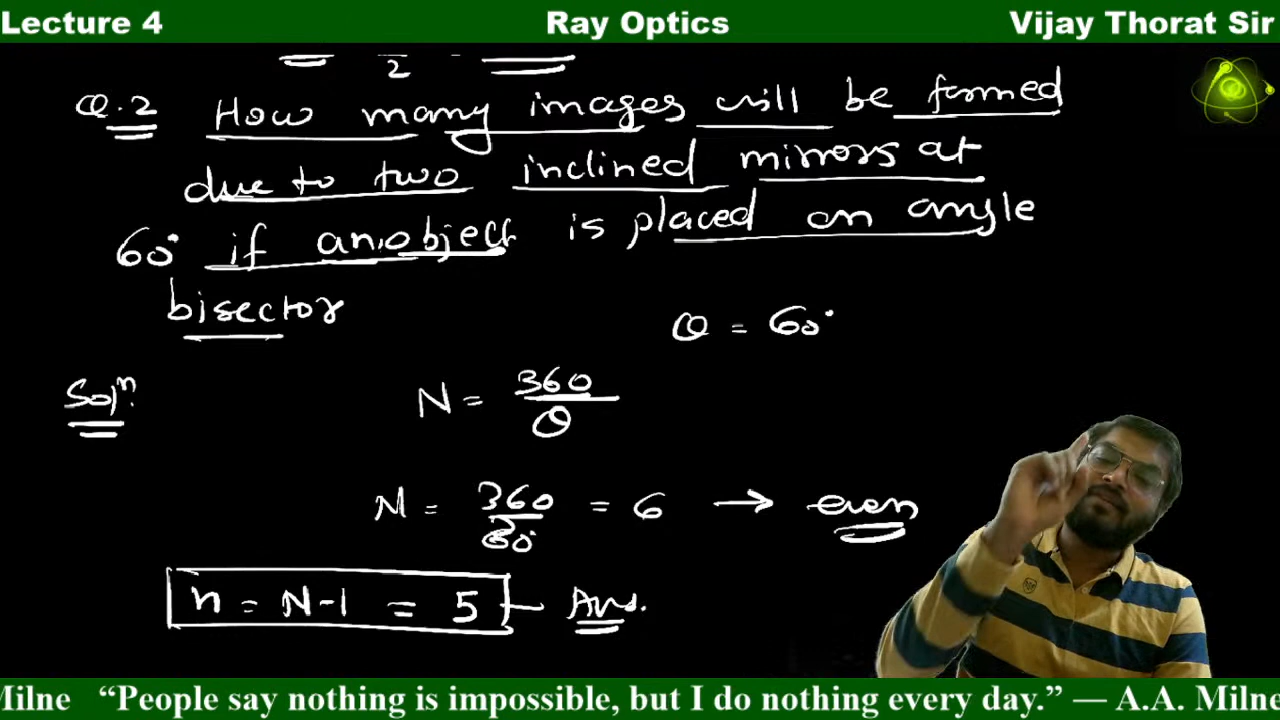 Lecture 4 Ray Optics Vijay Thorat Sir
2
Q.2 How many images will be formed
due to two inclined mirrors at
60° if an object is placed on angle
bisector
θ = 60°
Solⁿ.
N = 360/θ
N = 360/60° = 6 → even
n = N-1 = 5 Ans.
Milne “People say nothing is impossible, but I do nothing every day.” — A.A. Milne